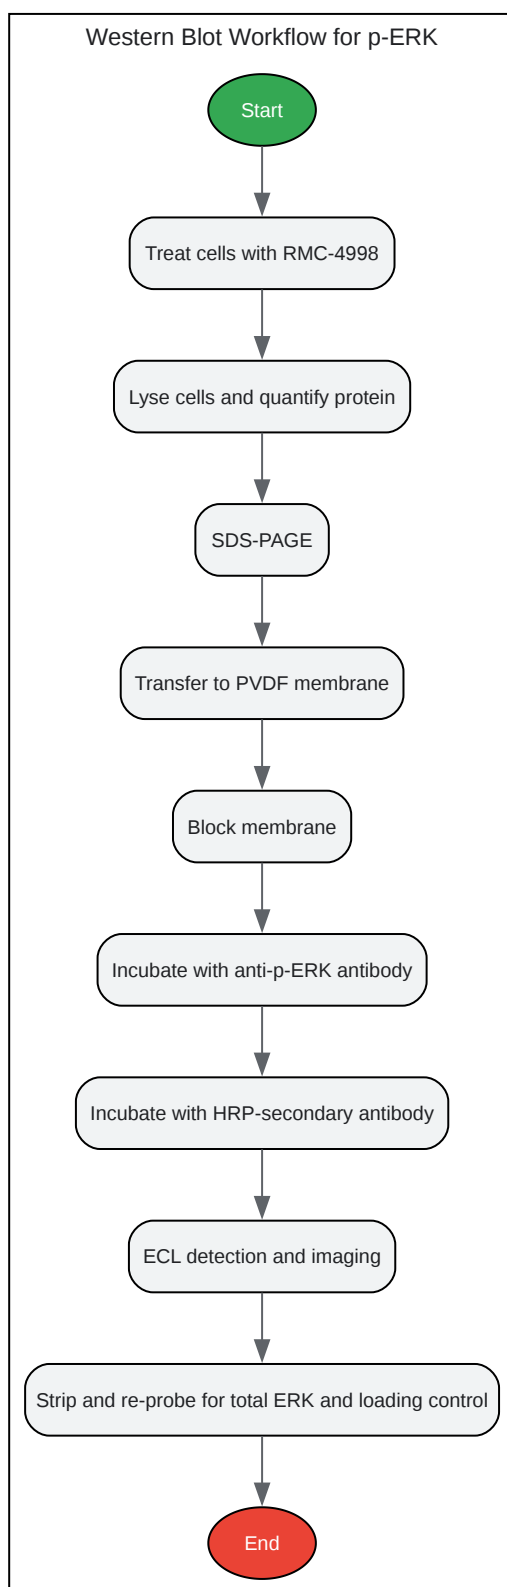 Western Blot Workflow for p-ERK
Start
Treat cells with RMC-4998
Lyse cells and quantify protein
SDS-PAGE
Transfer to PVDF membrane
Block membrane
Incubate with anti-p-ERK antibody
Incubate with HRP-secondary antibody
ECL detection and imaging
Strip and re-probe for total ERK and loading control
End